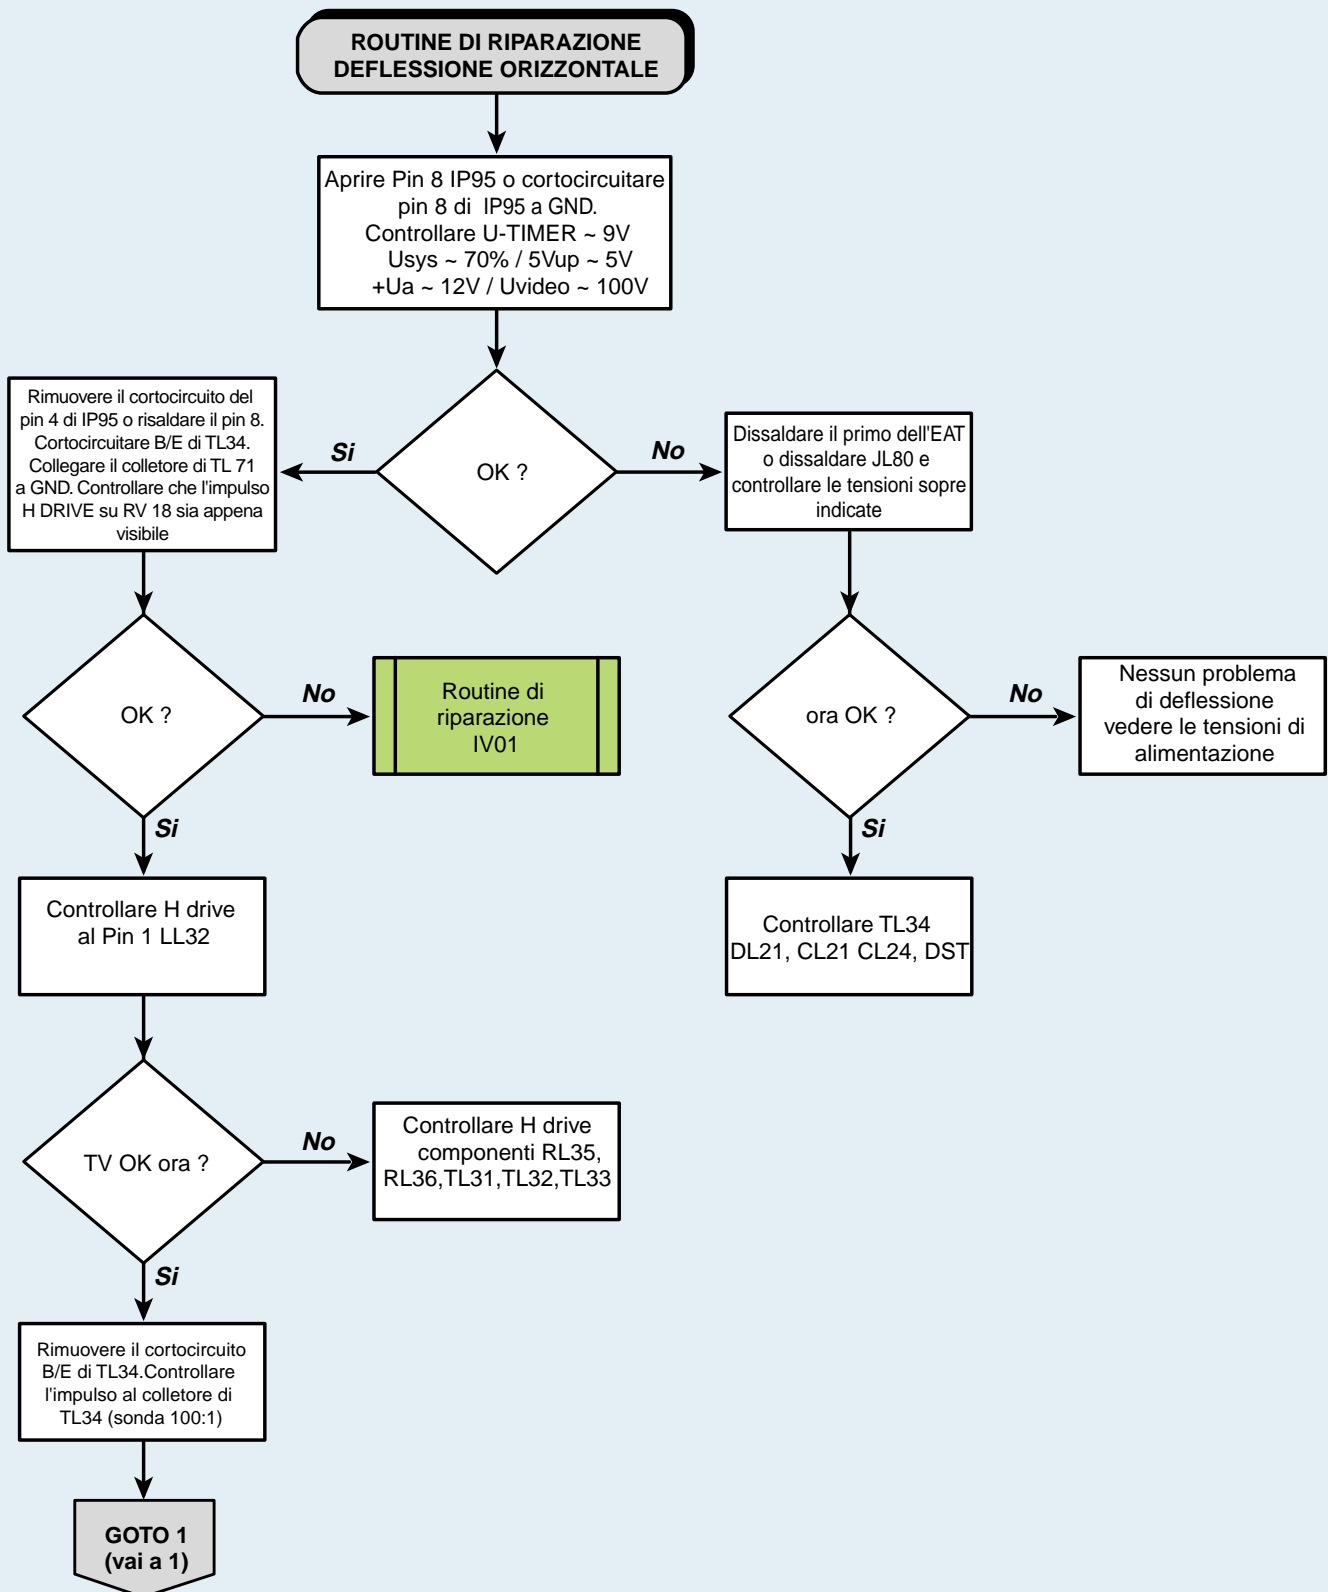 ROUTINE DI RIPARAZIONE
DEFLESSIONE ORIZZONTALE
Aprire Pin 8 IP95 o cortocircuitare
pin 8 di IP95 a GND.
Controllare U-TIMER ~ 9V
Usys ~ 70% / 5Vup ~ 5V
+Ua ~ 12V / Uvideo ~ 100V
OK ?
Si
No
Rimuovere il cortocircuito del
pin 4 di IP95 o risaldare il pin 8.
Cortocircuitare B/E di TL34.
Collegare il colletore di TL 71
a GND. Controllare che l'impulso
H DRIVE su RV 18 sia appena
visibile
Dissaldare il primo dell'EAT
o dissaldare JL80 e
controllare le tensioni sopre
indicate
OK ?
No
Routine di
riparazione
IV01
ora OK ?
No
Nessun problema
di deflessione
vedere le tensioni di
alimentazione
Si
Si
Controllare H drive
al Pin 1 LL32
Controllare TL34
DL21, CL21 CL24, DST
TV OK ora ?
No
Controllare H drive
componenti RL35,
RL36,TL31,TL32,TL33
Si
Rimuovere il cortocircuito
B/E di TL34.Controllare
l'impulso al colletore di
TL34 (sonda 100:1)
GOTO 1
(vai a 1)